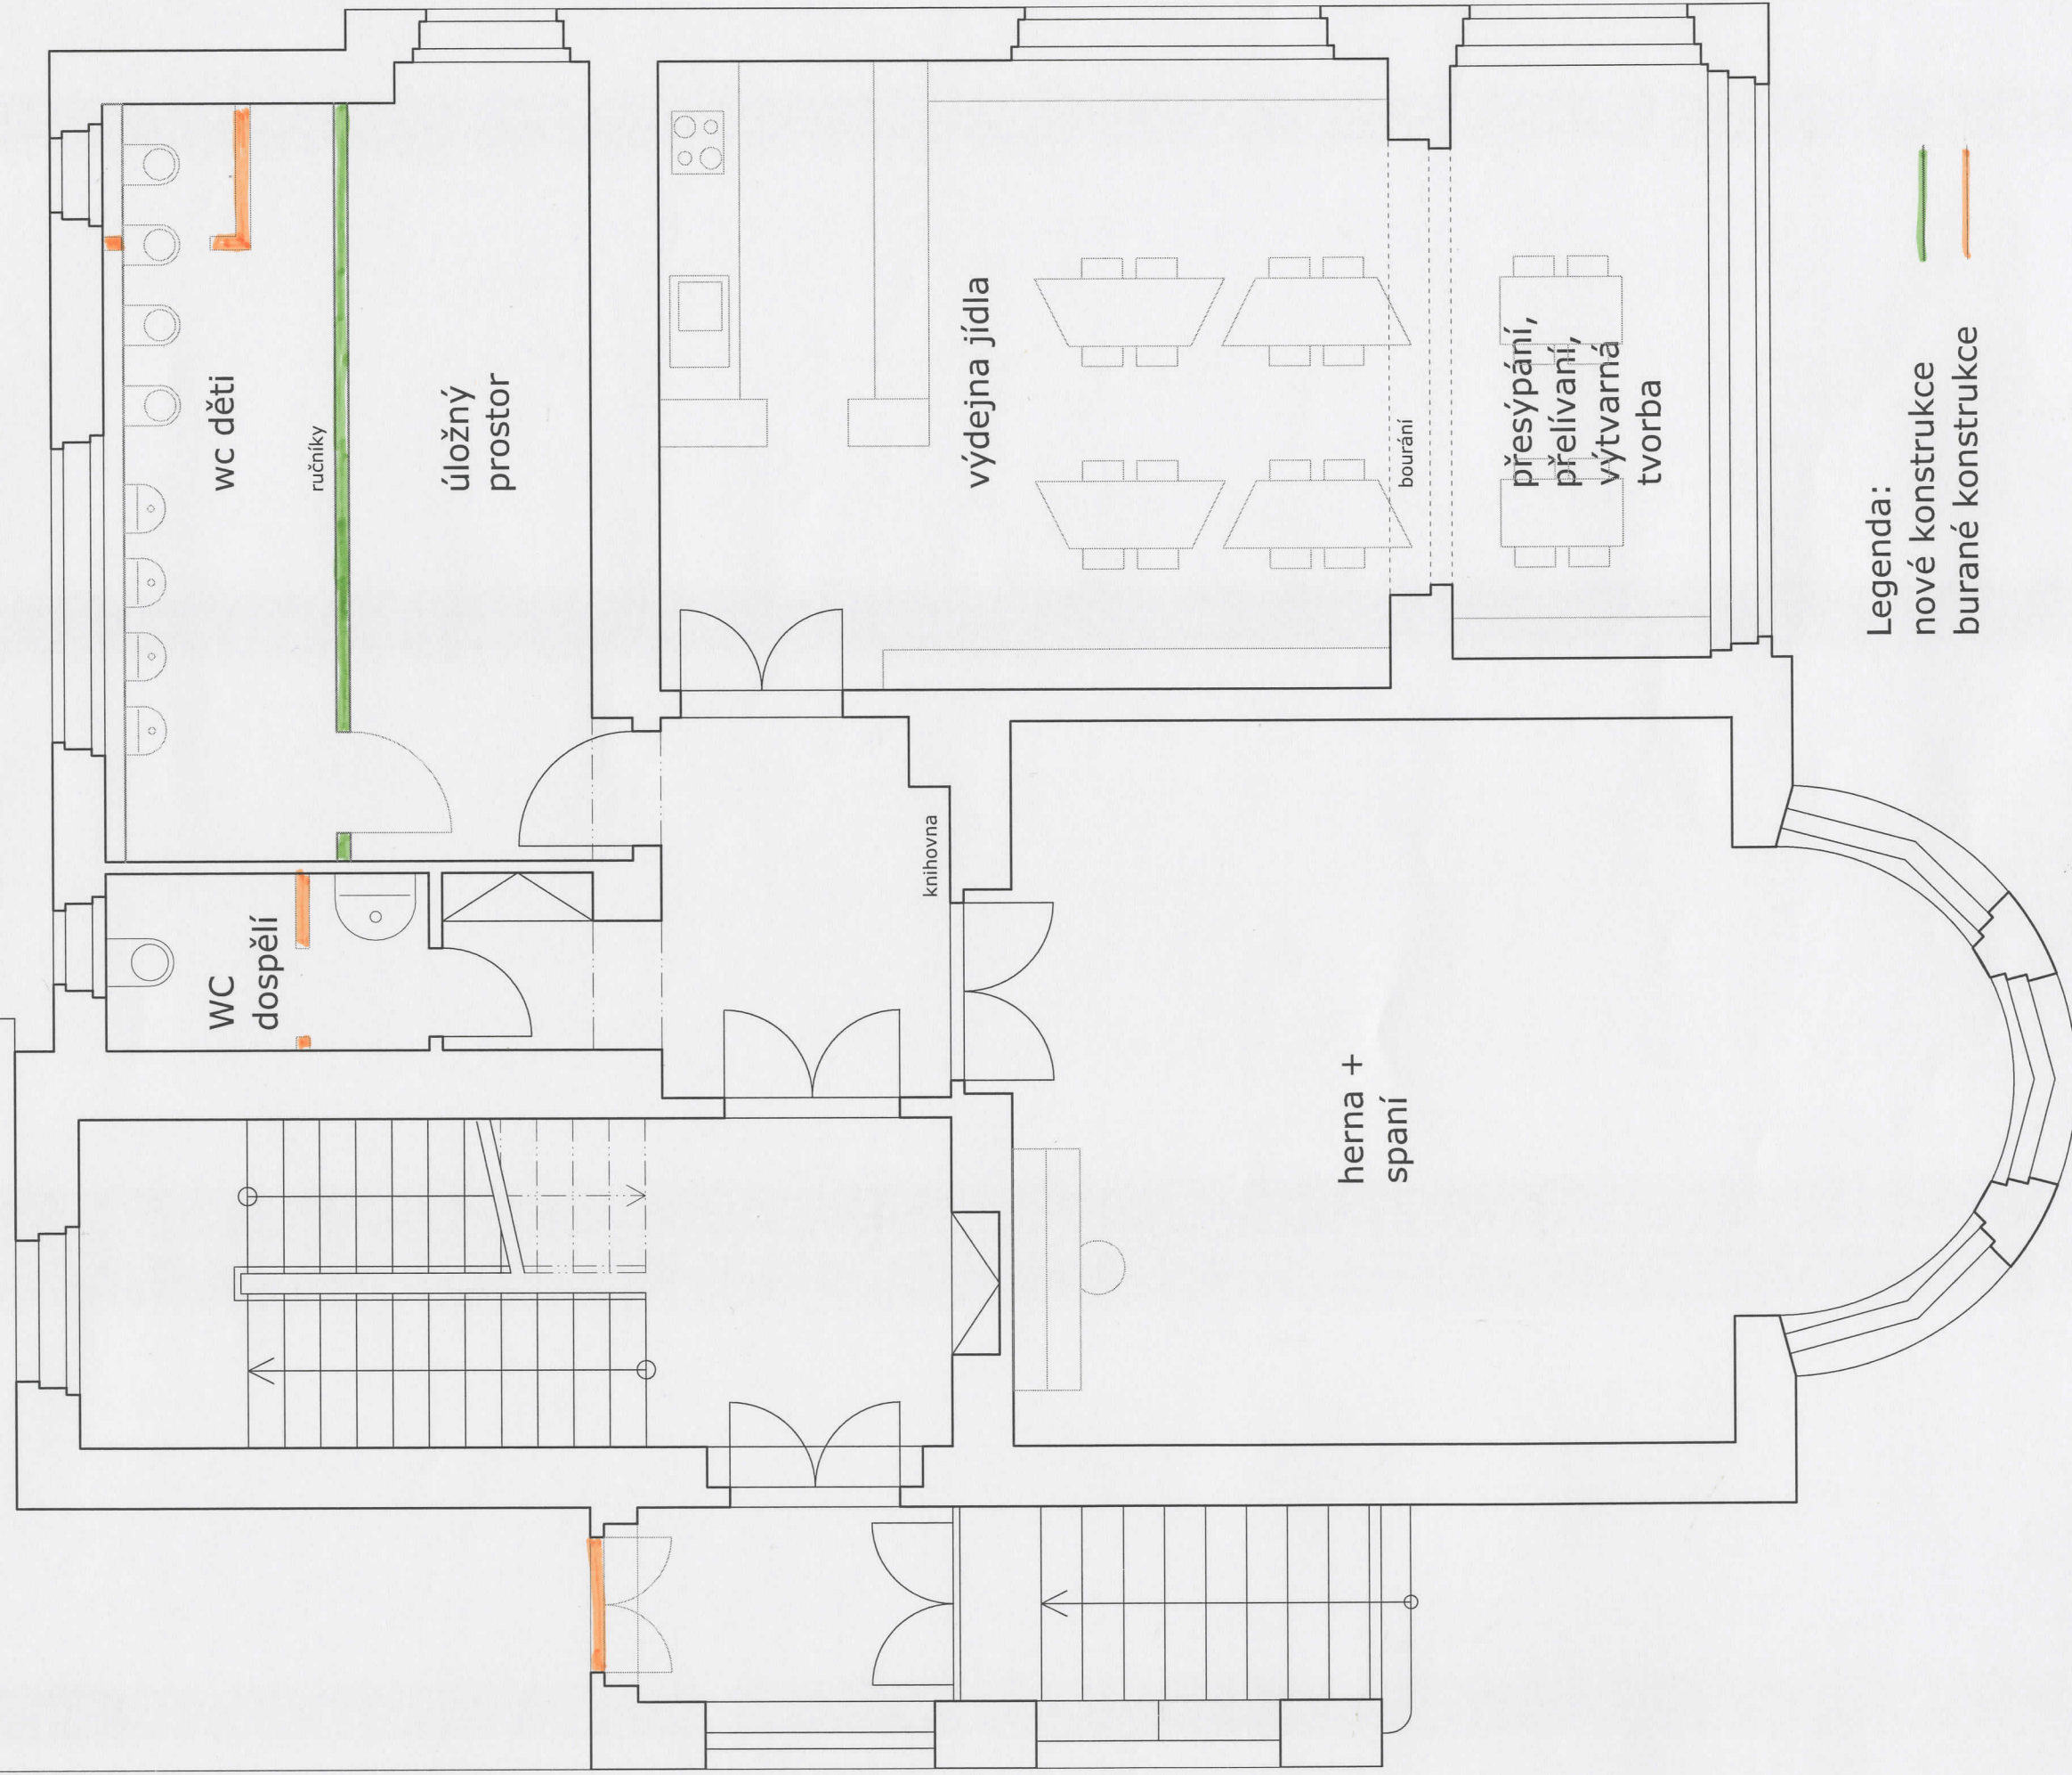 wc děti
ručníky
úložný
prostor
výdejna jídla
bourání
přesýpání,
přelívaní,
výtvarná
tvorba
WC
dospělí
knihovna
herna +
spaní
Legenda:
nové konstrukce
burané konstrukce